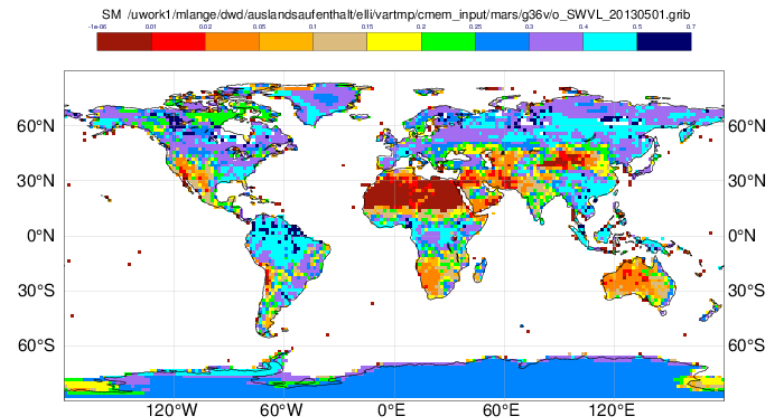 SM /uwork1/mlange/dwd/auslandsaufenthalt/elli/vartmp/cmem_input/mars/g36v/o_SWVL_20130501.grib
-1e-06 0.01 0.02 0.05 0.1 0.15 0.2 0.25 0.3 0.4 0.5 0.7
60°N 60°N
30°N 30°N
0°N 0°N
30°S 30°S
60°S 60°S
120°W 60°W 0°E 60°E 120°E